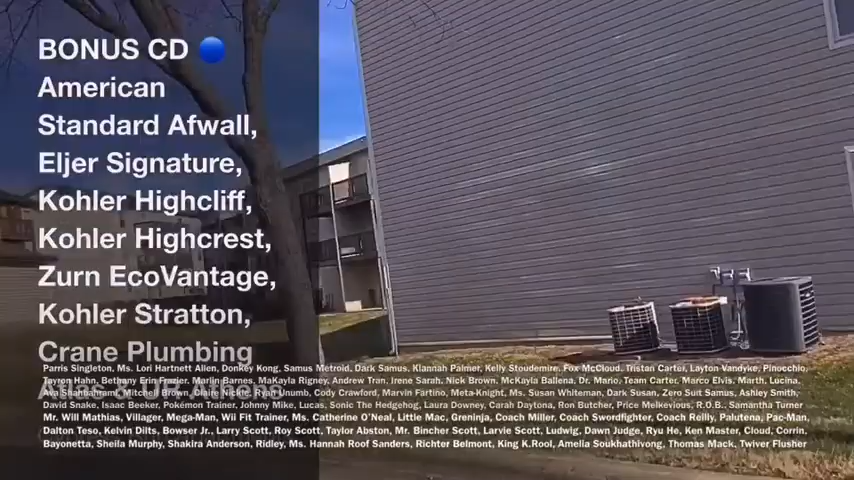 BONUS CD 🔵
American
Standard Afwall,
Eljer Signature,
Kohler Highcliff,
Kohler Highcrest,
Zurn EcoVantage,
Kohler Stratton,
Crane Plumbing
Parris Singleton, Ms. Lori Hartnett Allen, Donkey Kong, Samus Metroid, Dark Samus, Kiannah Palmer, Kelly Stoudemire, Fox McCloud, Tristan Carter, Layton Vandyke, Pinocchio,
Tayron Hahn, Bethany Erin Frazer, Marlin Barnes, MaKayla Rigney, Andrew Tran, Irene Sarah, Nick Brown, McKayla Ballena, Dr. Mario, Team Carter, Marco Elvis, Marth, Lucina,
Mitchell Brown, Cody Crawford, Marvin Fartino, Meta-Knight, Ms. Susan Whiteman, Dark Susan, Zero Suit Samus, Ashley Smith,
David Snake, Isaac Beeker, Pokémon Trainer, Johnny Mike, Lucas, Sonic The Hedgehog, Laura Downey, Carah Daytona, Ron Butcher, Price Melkevious, R.O.B., Samantha Turner
Mr. Will Mathias, Villager, Mega-Man, Wii Fit Trainer, Ms. Catherine O'Neal, Little Mac, Greninja, Coach Miller, Coach Swordfighter, Coach Reilly, Palutena, Pac-Man,
Dalton Teso, Kelvin Dilts, Bowser Jr., Larry Scott, Roy Scott, Taylor Abston, Mr. Bincher Scott, Larvie Scott, Ludwig, Dawn Judge, Ryu He, Ken Master, Cloud, Corrin,
Bayonetta, Sheila Murphy, Shakira Anderson, Ridley, Ms. Hannah Roof Sanders, Richter Belmont, King K.Rool, Amelia Soukhathivong, Thomas Mack, Twiver Flusher